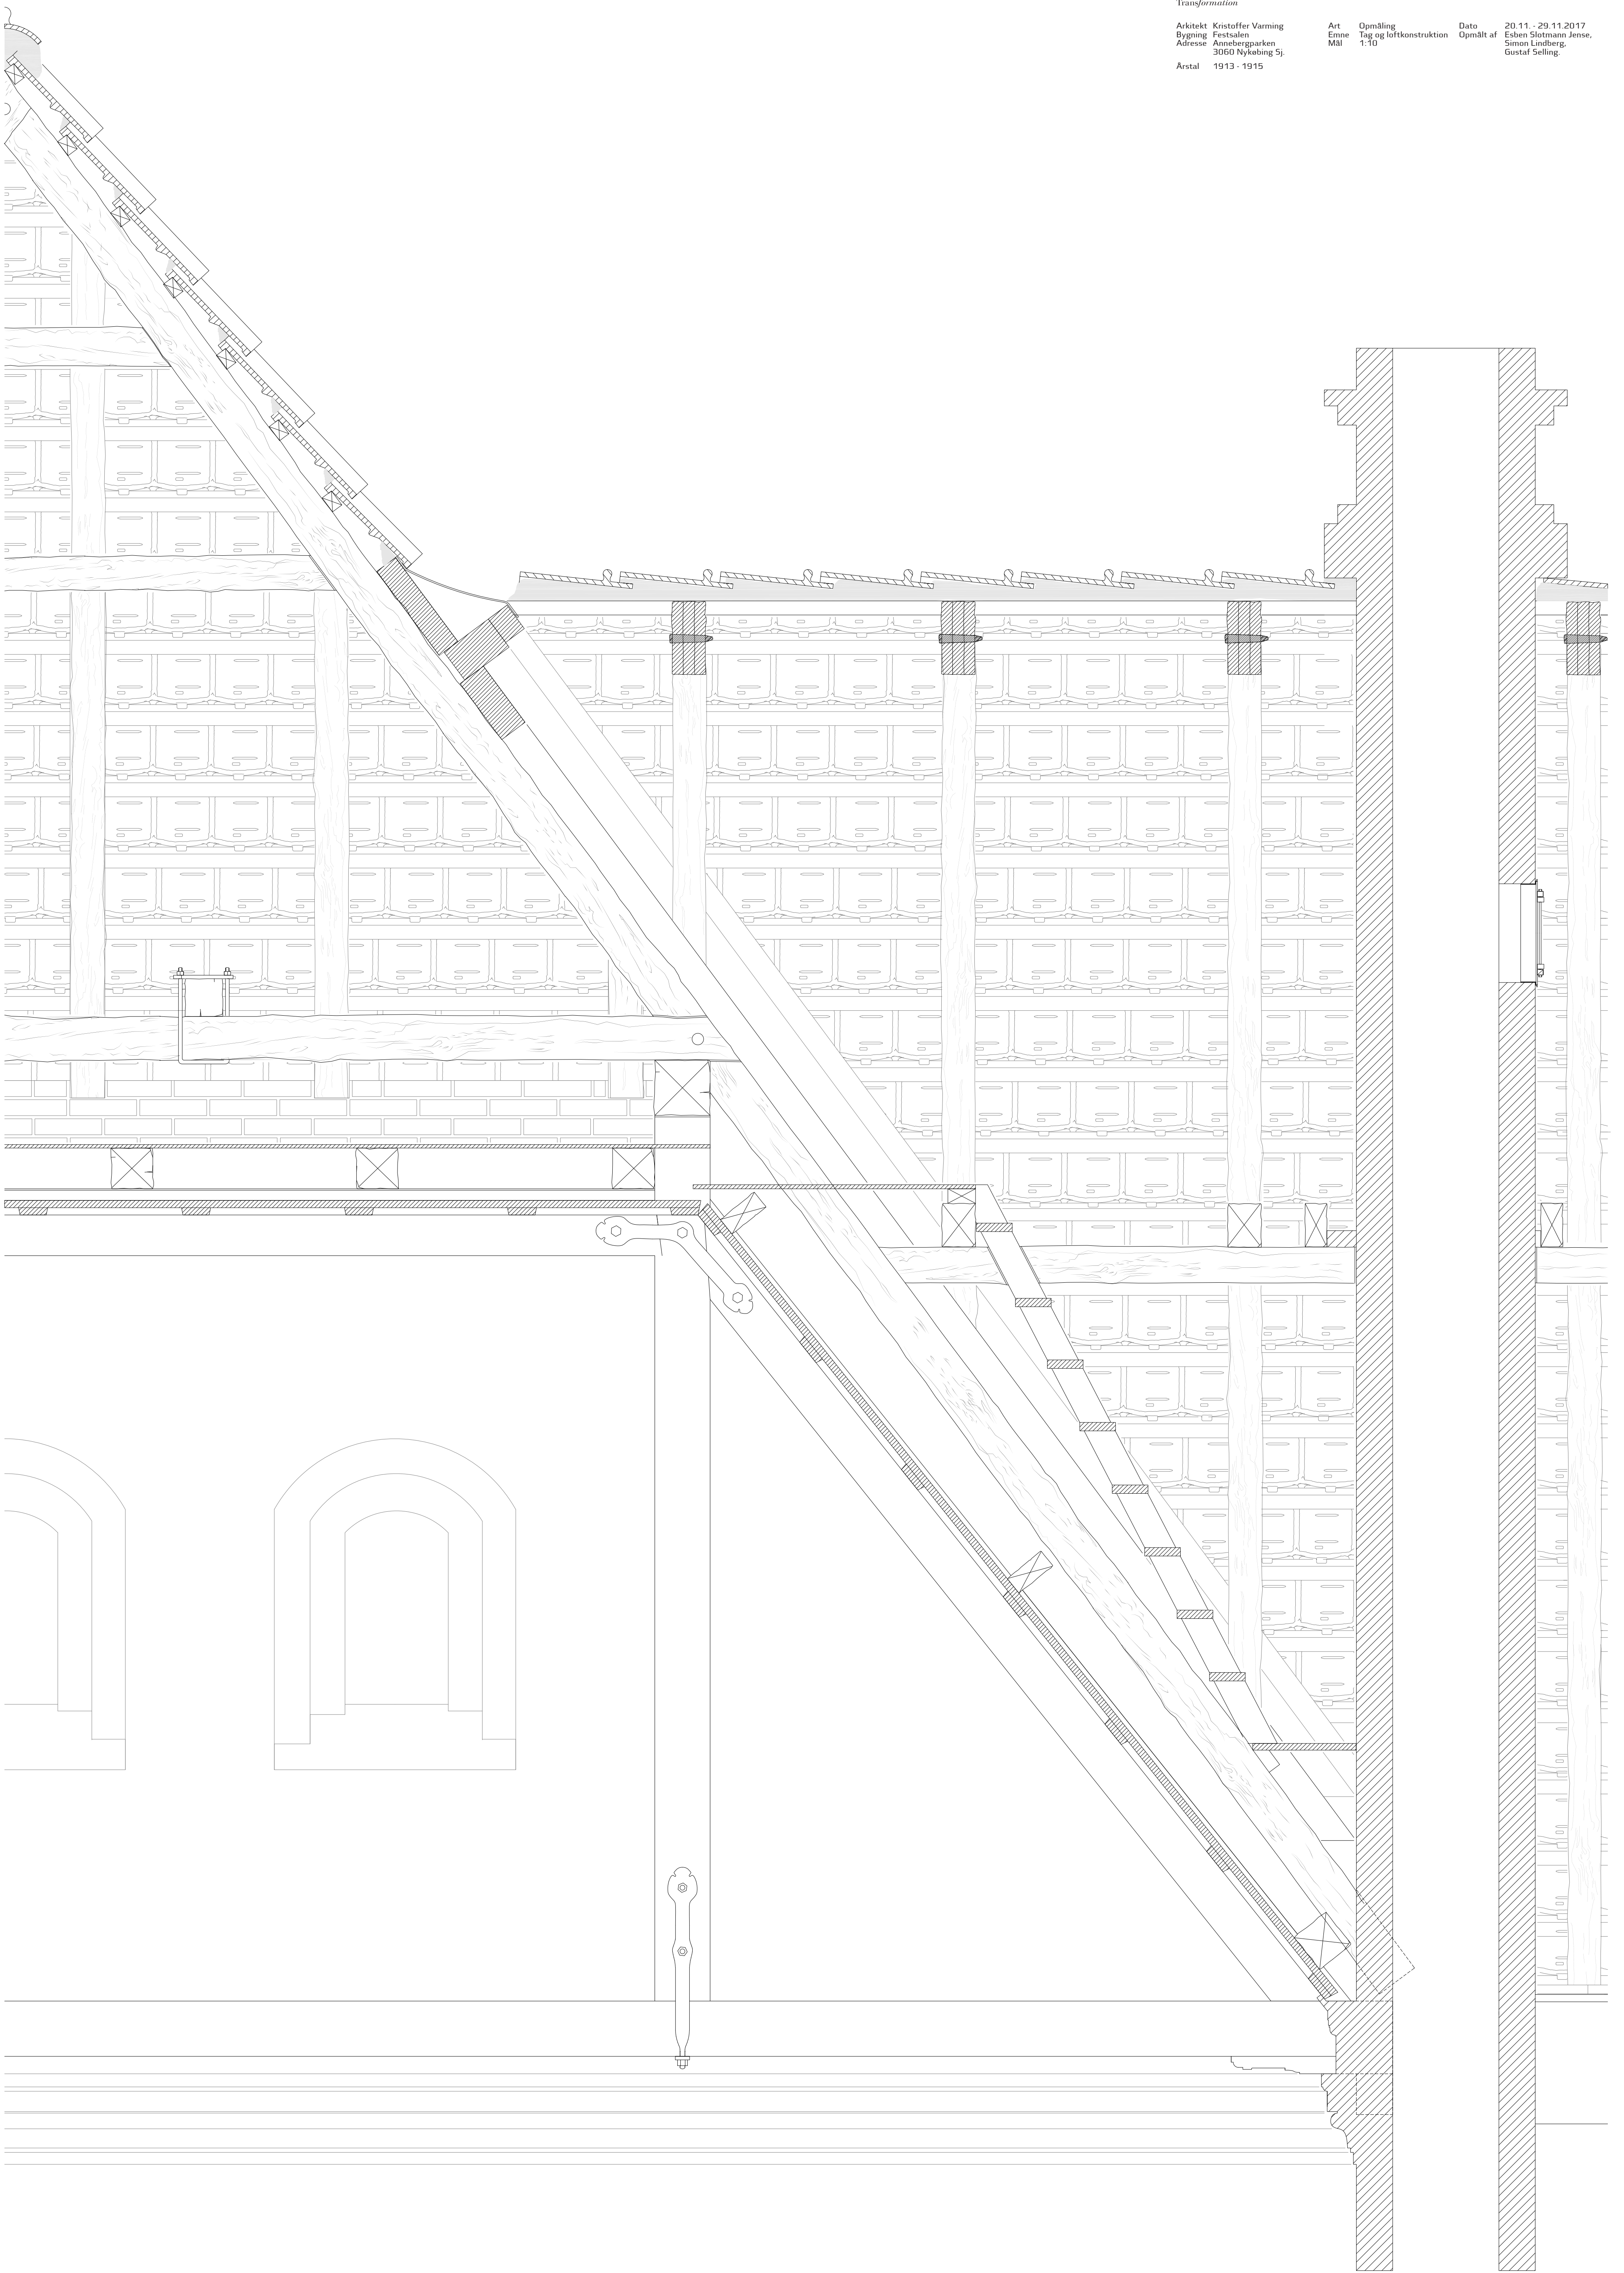 Transformation
Arkitekt Kristoffer Varming
Bygning Festsalen
Adresse Annebergparken
3060 Nykøbing Sj.
Årstal 1913 - 1915
Art Opmåling
Emne Tag og loftkonstruktion
Mål 1:10
Dato 20.11. - 29.11.2017
Opmålt af Esben Slotmann Jense,
Simon Lindberg,
Gustaf Selling.